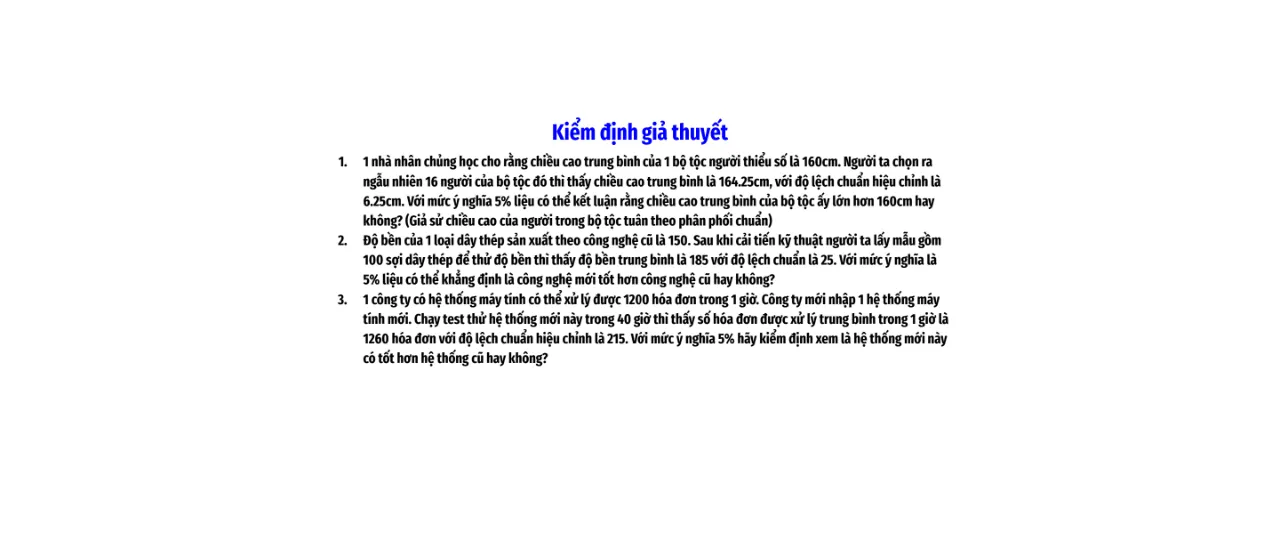 Kiểm định giả thuyết
1. 1 nhà nhân chủng học cho rằng chiều cao trung bình của 1 bộ tộc người thiểu số là 160cm. Người ta chọn ra
ngẫu nhiên 16 người của bộ tộc đó thì thấy chiều cao trung bình là 164.25cm, với độ lệch chuẩn hiệu chỉnh là
6.25cm. Với mức ý nghĩa 5% liệu có thể kết luận rằng chiều cao trung bình của bộ tộc ấy lớn hơn 160cm hay
không? (Giả sử chiều cao của người trong bộ tộc tuân theo phân phối chuẩn)
2. Độ bền của 1 loại dây thép sản xuất theo công nghệ cũ là 150. Sau khi cải tiến kỹ thuật người ta lấy mẫu gồm
100 sợi dây thép để thử độ bền thì thấy độ bền trung bình là 185 với độ lệch chuẩn là 25. Với mức ý nghĩa là
5% liệu có thể khẳng định là công nghệ mới tốt hơn công nghệ cũ hay không?
3. 1 công ty có hệ thống máy tính có thể xử lý được 1200 hóa đơn trong 1 giờ. Công ty mới nhập 1 hệ thống máy
tính mới. Chạy test thử hệ thống mới này trong 40 giờ thì thấy số hóa đơn được xử lý trung bình trong 1 giờ là
1260 hóa đơn với độ lệch chuẩn hiệu chỉnh là 215. Với mức ý nghĩa 5% hãy kiểm định xem là hệ thống mới này
có tốt hơn hệ thống cũ hay không?